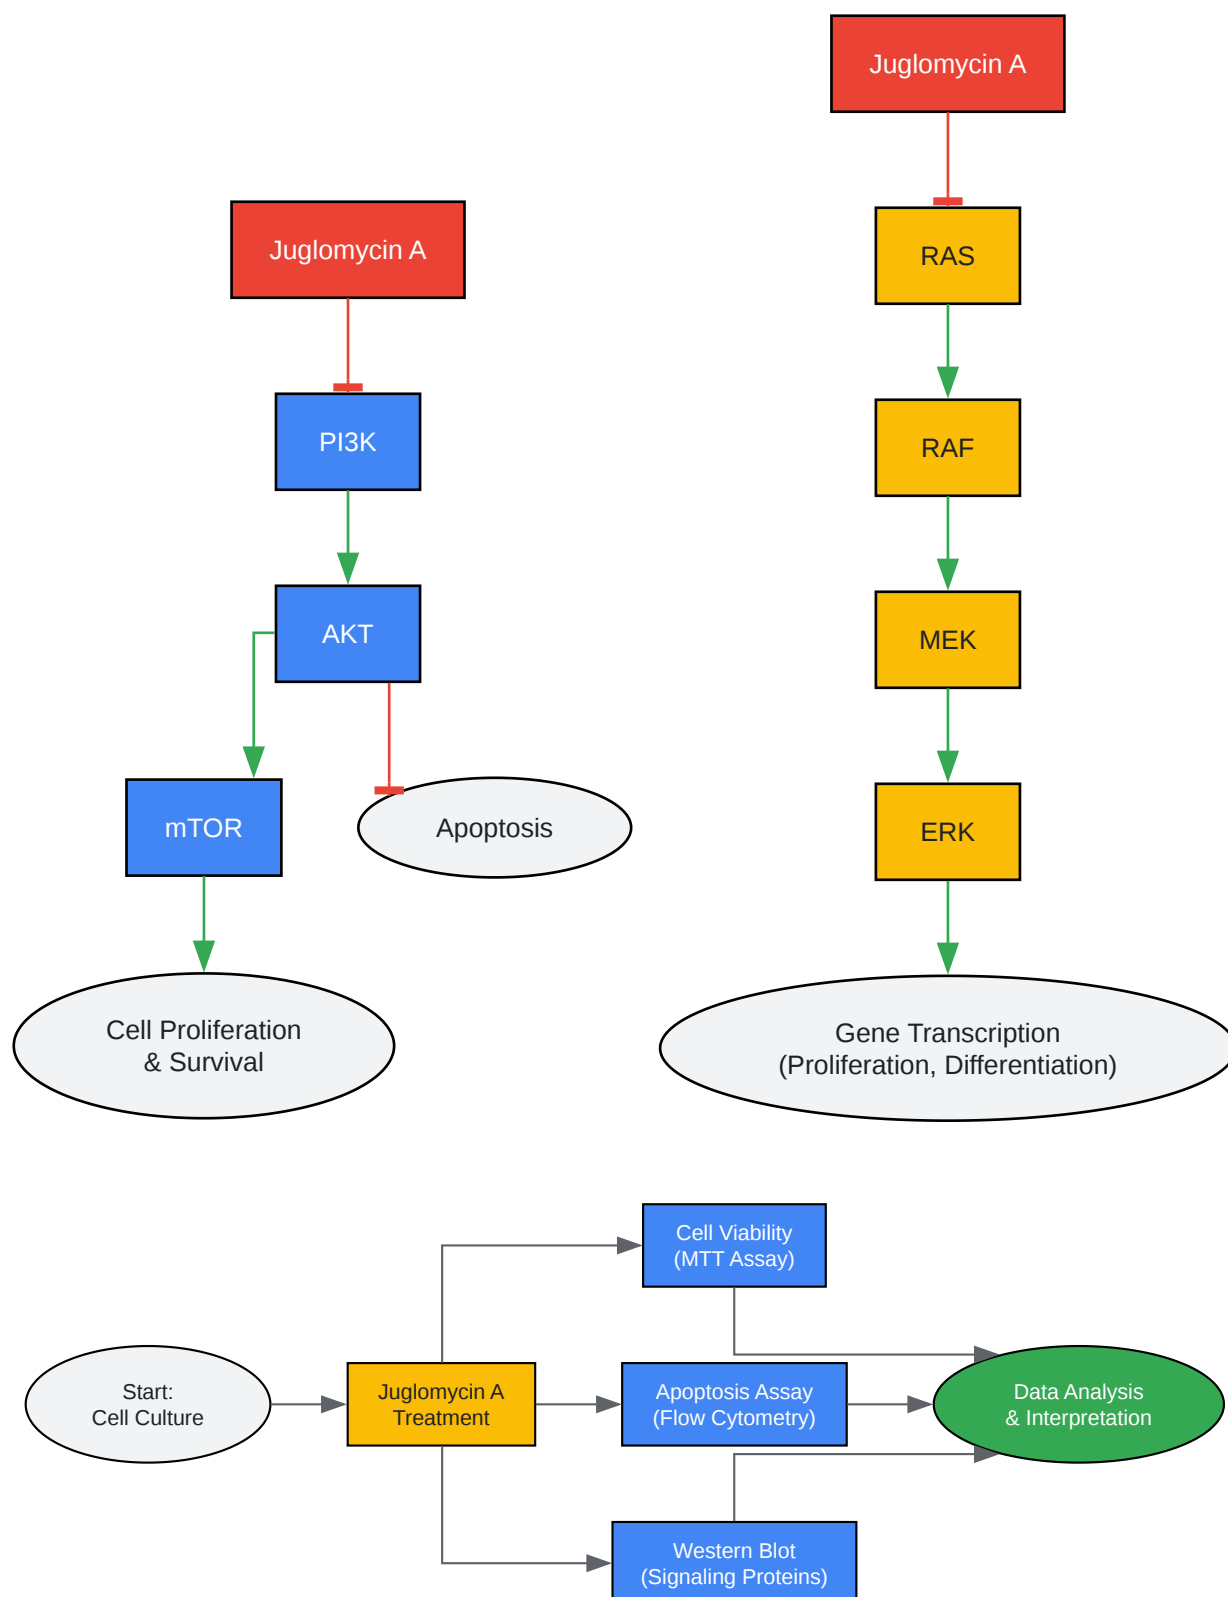 Juglomycin A
PI3K
AKT
mTOR
Apoptosis
Cell Proliferation
& Survival
Juglomycin A
RAS
RAF
MEK
ERK
Gene Transcription
(Proliferation, Differentiation)
Start:
Cell Culture
Juglomycin A
Treatment
Cell Viability
(MTT Assay)
Apoptosis Assay
(Flow Cytometry)
Western Blot
(Signaling Proteins)
Data Analysis
& Interpretation